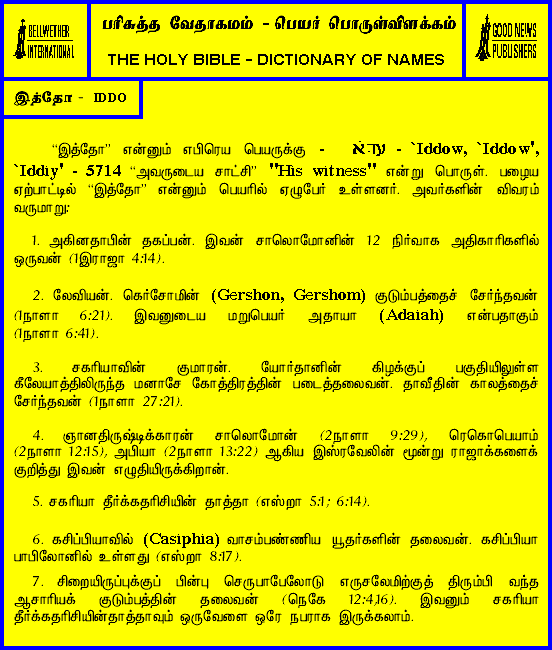 BELLWETHER
INTERNATIONAL
பரிசுத்த வேதாகமம் - பெயர் பொருள்விளக்கம்
THE HOLY BIBLE - DICTIONARY OF NAMES
GOOD NEWS
PUBLISHERS
இத்தோ - IDDO
“இத்தோ” என்னும் எபிரெய பெயருக்கு - - `Iddow, `Iddow',
`Iddiy' - 5714 “அவருடைய சாட்சி” "His witness" என்று பொருள். பழைய
ஏற்பாட்டில் “இத்தோ” என்னும் பெயரில் ஏழுபேர் உள்ளனர். அவர்களின் விவரம்
வருமாறு:
1. அகினதாபின் தகப்பன். இவன் சாலொமோனின் 12 நிர்வாக அதிகாரிகளில்
ஒருவன் (1இராஜா 4:14).
2. லேவியன். கெர்சோமின் (Gershon, Gershom) குடும்பத்தைச் சேர்ந்தவன்
(1நாளா 6:21). இவனுடைய மறுபெயர் அதாயா (Adaiah) என்பதாகும்
(1நாளா 6:41).
3. சகரியாவின் குமாரன். யோர்தானின் கிழக்குப் பகுதியிலுள்ள
கீலேயாத்திலிருந்த மனாசே கோத்திரத்தின் படைத்தலைவன். தாவீதின் காலத்தைச்
சேர்ந்தவன் (1நாளா 27:21).
4. ஞானதிருஷ்டிக்காரன் சாலொமோன் (2நாளா 9:29), ரெகொபெயாம்
(2நாளா 12:15), அபியா (2நாளா 13:22) ஆகிய இஸ்ரவேலின் மூன்று ராஜாக்களைக்
குறித்து இவன் எழுதியிருக்கிறான்.
5. சகரியா தீர்க்கதரிசியின் தாத்தா (எஸ்றா 5:1; 6:14).
6. கசிப்பியாவில் (Casiphia) வாசம்பண்ணிய யூதர்களின் தலைவன். கசிப்பியா
பாபிலோனில் உள்ளது (எஸ்றா 8:17).
7. சிறையிருப்புக்குப் பின்பு செருபாபேலோடு எருசலேமிற்குத் திரும்பி வந்த
ஆசாரியக் குடும்பத்தின் தலைவன் (நெகே 12:4,16). இவனும் சகரியா
தீர்க்கதரிசியின்தாத்தாவும் ஒருவேளை ஒரே நபராக இருக்கலாம்.